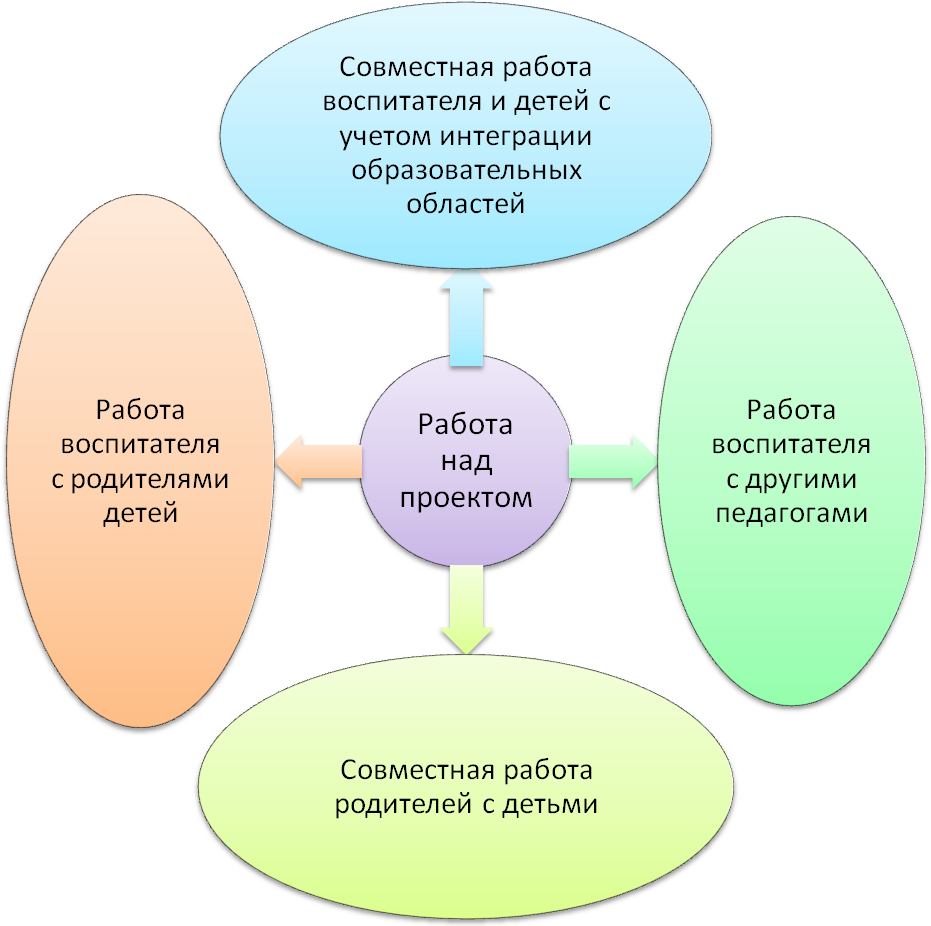 Совместная работа
воспитателя и детей с
учетом интеграции
образовательных
областей
Работа
воспитателя
с родителями
детей
Работа
над
проектом
Работа
воспитателя
с другими
педагогами
Совместная работа
родителей с детьми